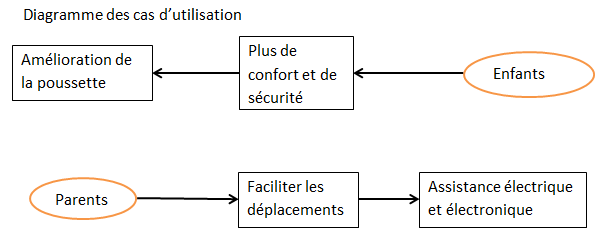 Diagramme des cas d’utilisation
Amélioration de
la poussette
Plus de
confort et de
sécurité
Enfants
Parents
Faciliter les
déplacements
Assistance électrique
et électronique